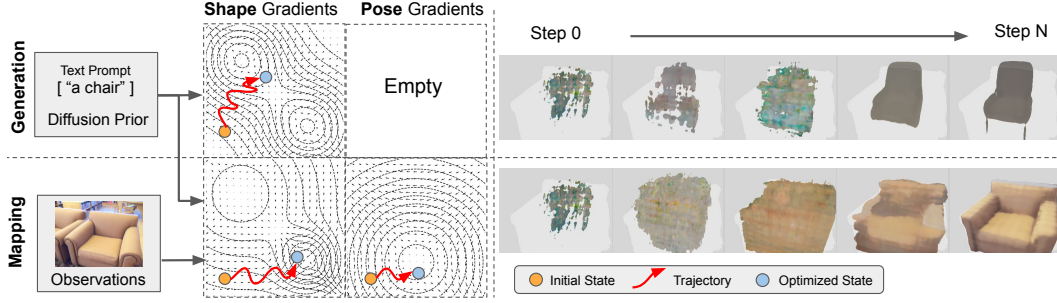 Shape Gradients
Pose Gradients
Step 0
Step N
Generation
Text Prompt
[ "a chair" ]
Diffusion Prior
Empty
Mapping
Observations
Initial State
Trajectory
Optimized State